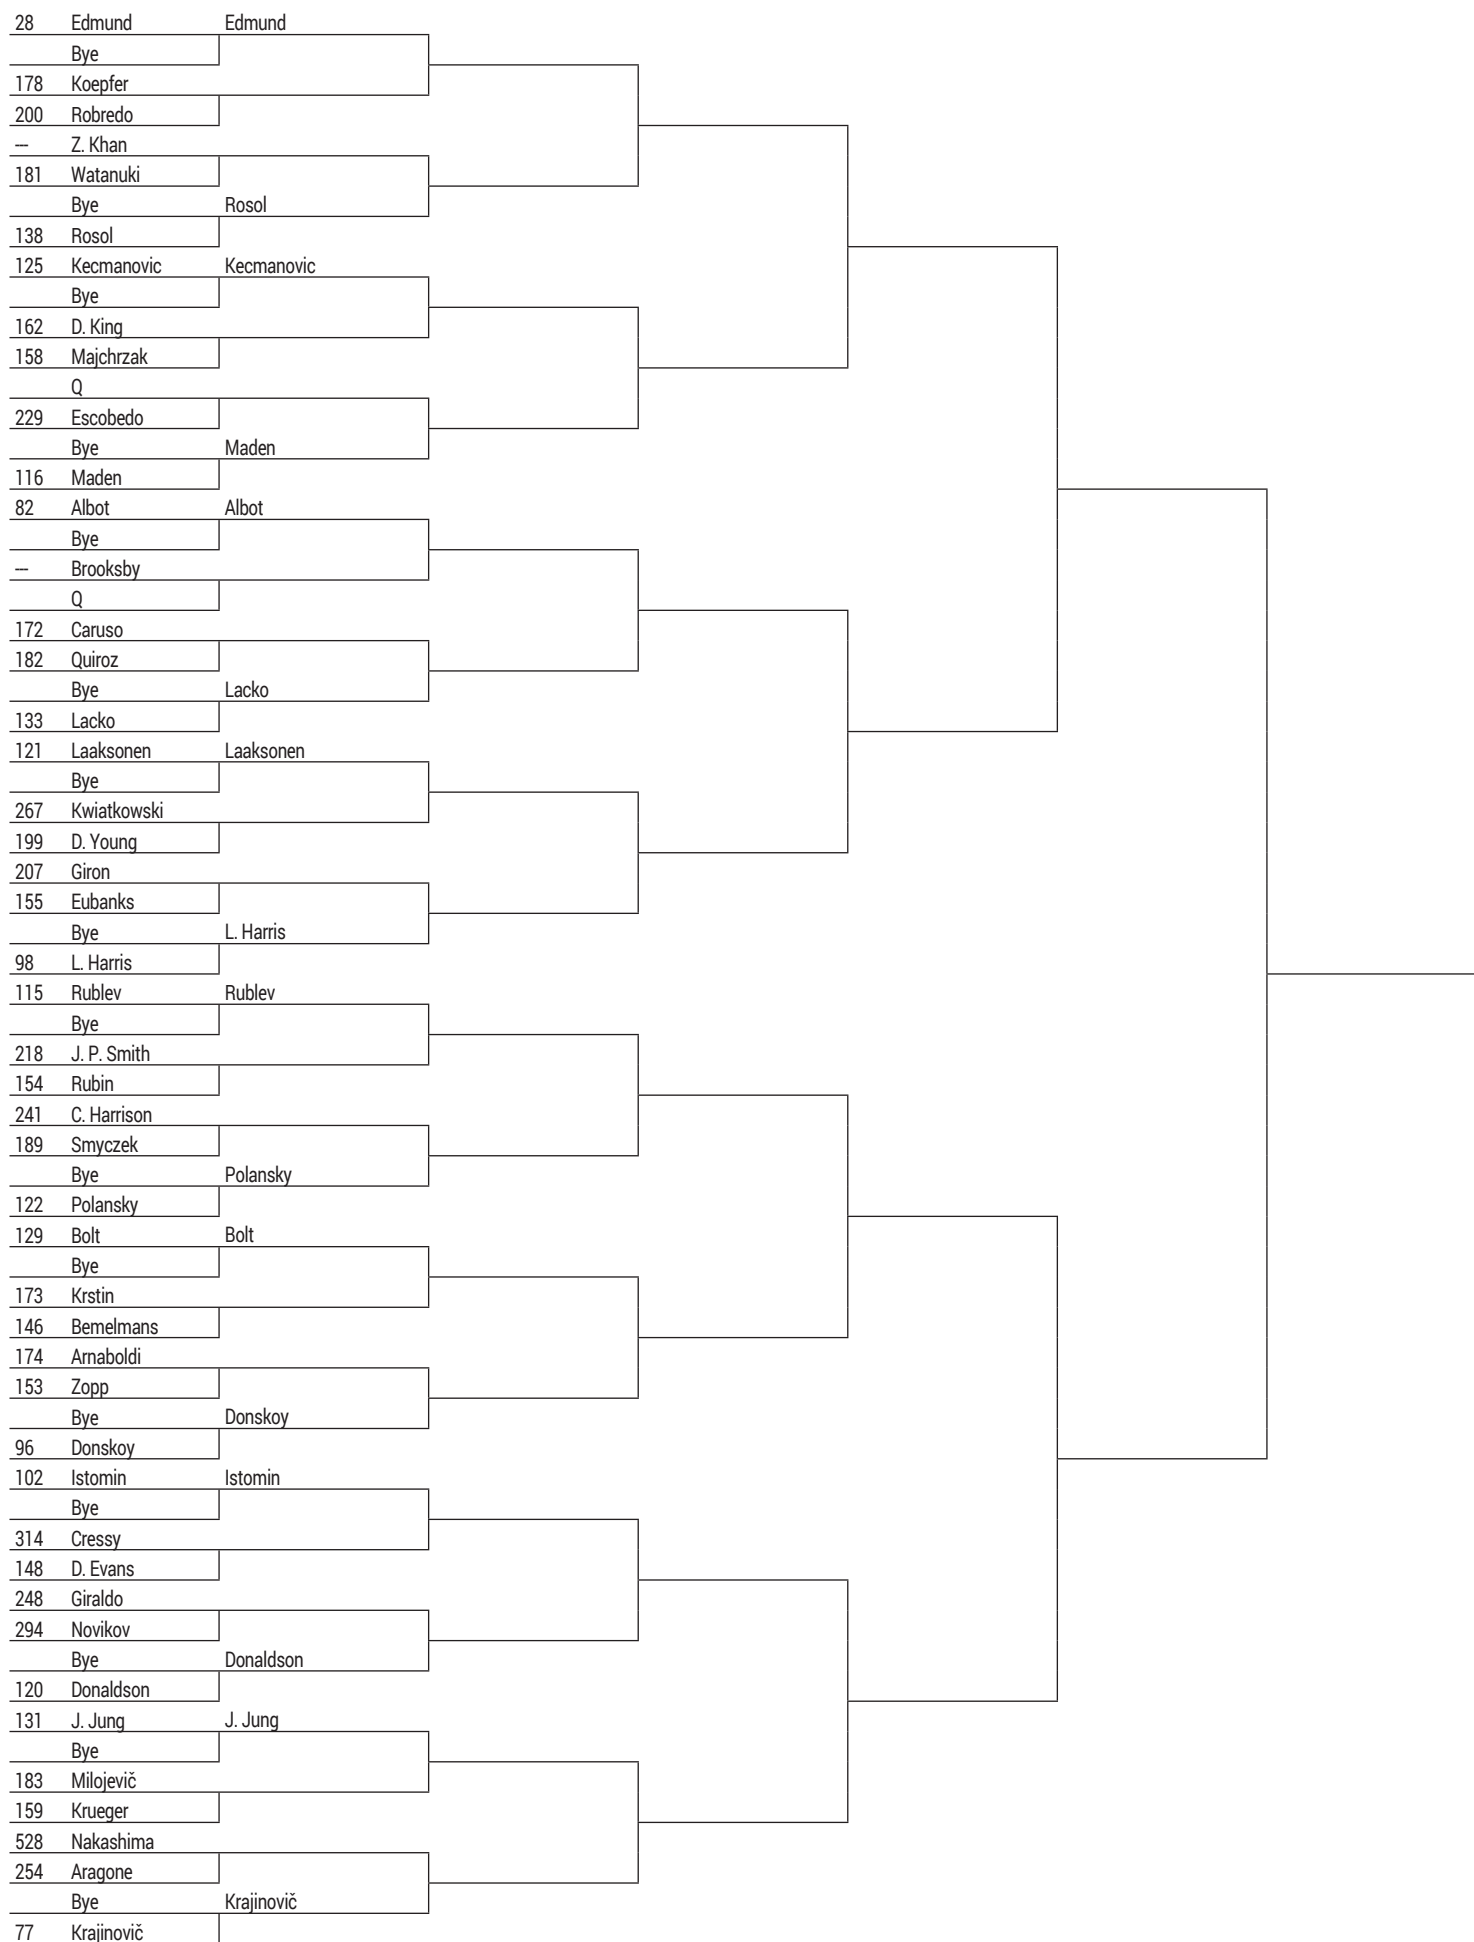 28 Edmund Edmund
Bye
178 Koepfer
200 Robredo
--- Z. Khan
181 Watanuki
Bye Rosol
138 Rosol
125 Kecmanovic Kecmanovic
Bye
162 D. King
158 Majchrzak
Q
229 Escobedo
Bye Maden
116 Maden
82 Albot Albot
Bye
--- Brooksby
Q
172 Caruso
182 Quiroz
Bye Lacko
133 Lacko
121 Laaksonen Laaksonen
Bye
267 Kwiatkowski
199 D. Young
207 Giron
155 Eubanks
Bye L. Harris
98 L. Harris
115 Rublev Rublev
Bye
218 J. P. Smith
154 Rubin
241 C. Harrison
189 Smyczek
Bye Polansky
122 Polansky
129 Bolt Bolt
Bye
173 Krstin
146 Bemelmans
174 Arnaboldi
153 Zopp
Bye Donskoy
96 Donskoy
102 Istomin Istomin
Bye
314 Cressy
148 D. Evans
248 Giraldo
294 Novikov
Bye Donaldson
120 Donaldson
131 J. Jung J. Jung
Bye
183 Milojevič
159 Krueger
528 Nakashima
254 Aragone
Bye Krajinovič
77 Krajinovič